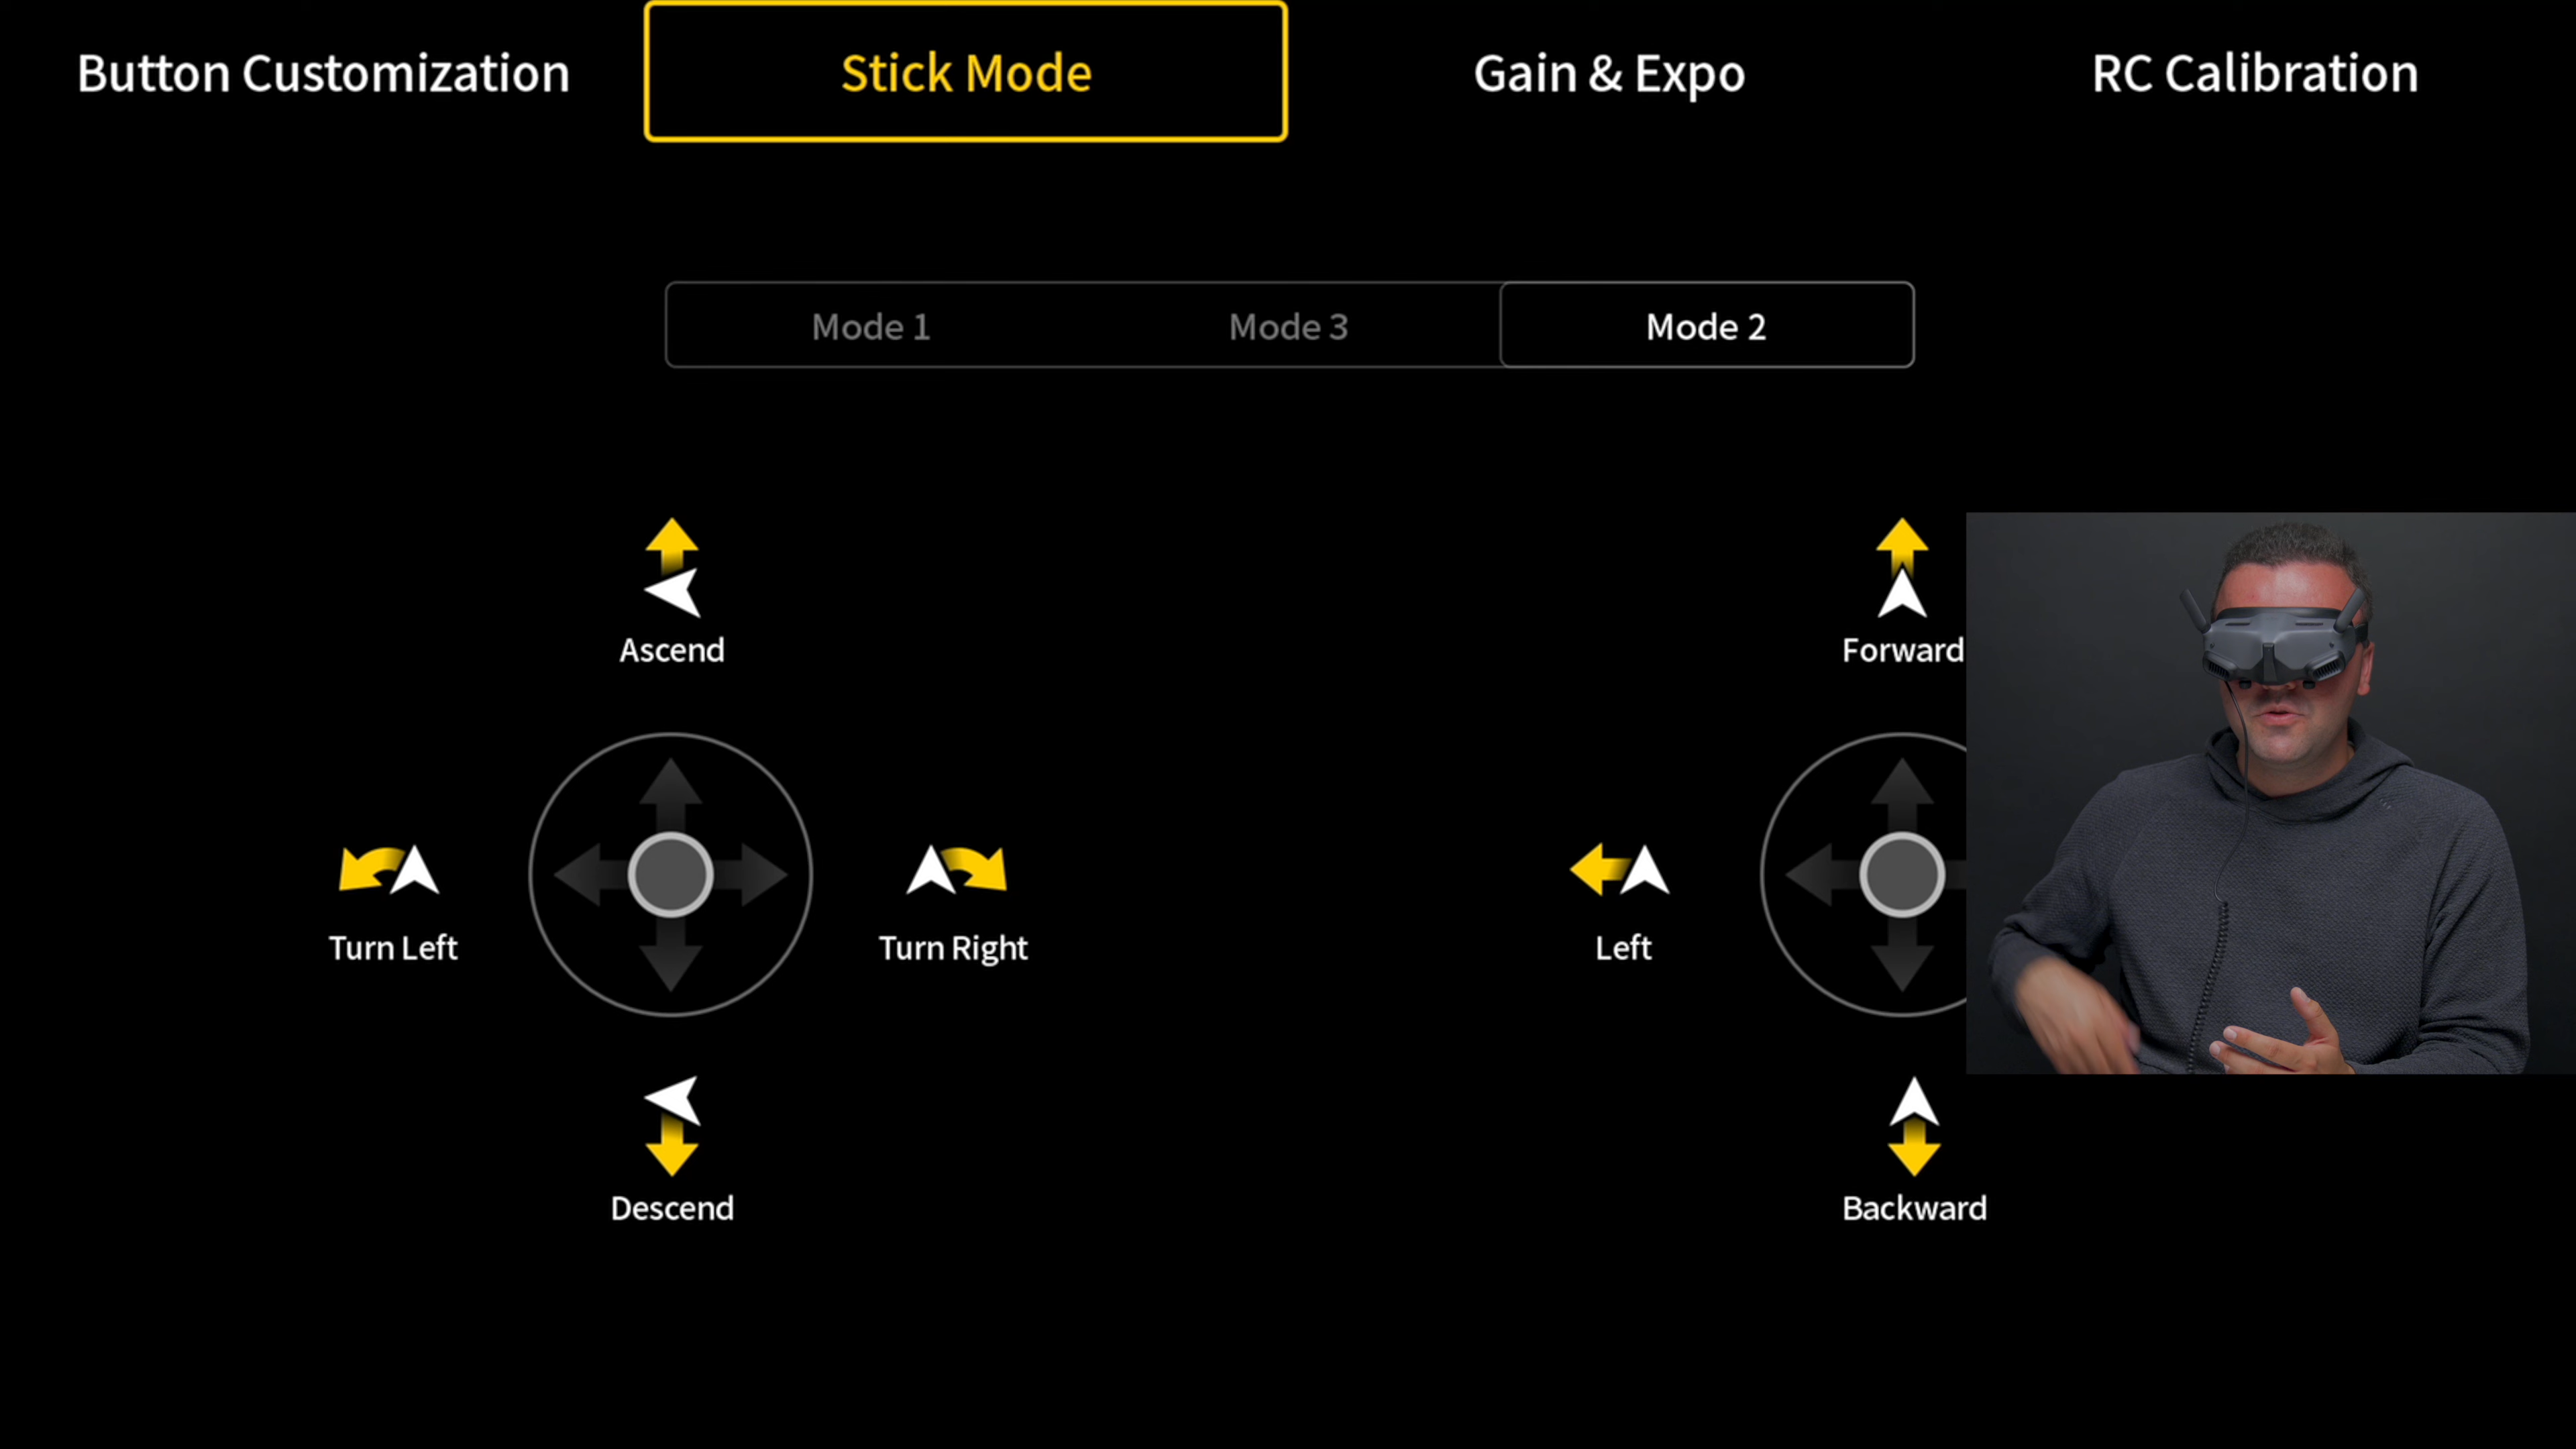 Button Customization
Stick Mode
Gain & Expo
RC Calibration
Mode 1
Mode 3
Mode 2
Ascend
Forward
Turn Left
Turn Right
Left
Descend
Backward